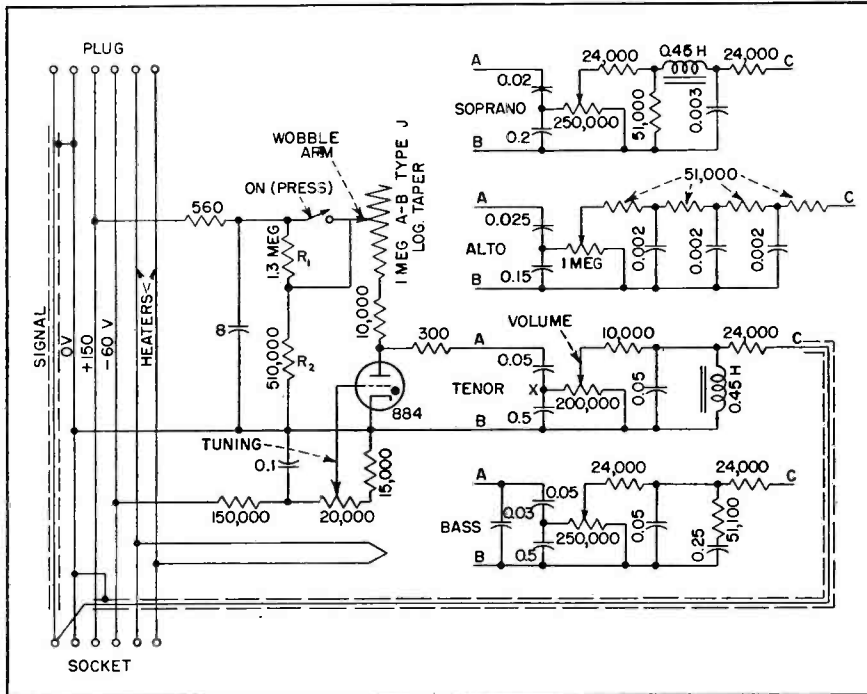 PLUG
SIGNAL
0V
+150
-60 V
HEATERS
SOCKET
560
8
ON (PRESS)
WOBBLE
ARM
1 MEG A-B TYPE J
LOG. TAPER
1.3 MEG
R1
510,000
R2
10,000
300
884
TUNING
0.1
150,000
20,000
15,000
A
0.02
SOPRANO
B
0.2
250,000
24,000
51,000
0.45 H
0.003
24,000
C
A
0.025
ALTO
B
0.15
1 MEG
51,000
0.002
0.002
0.002
C
VOLUME
A
0.05
TENOR
X
B
0.5
200,000
10,000
0.05
0.45 H
24,000
C
A
0.03
0.05
BASS
B
0.5
250,000
24,000
0.05
24,000
0.25
51,100
C